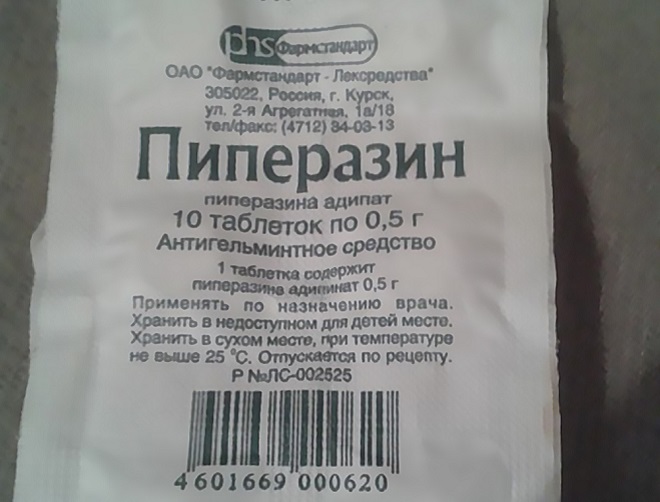 phs Фармстандарт
ОАО "Фармстандарт - Лексредства"
305022, Россия, г. Курск,
ул. 2-я Агрегатная, 1а/18
тел/факс: (4712) 34-03-13
Пиперазин
пиперазина адипат
10 таблеток по 0,5 г
Антигельминтное средство
1 таблетка содержит
пиперазина адипинат 0,5 г
Применять по назначению врача.
Хранить в недоступном для детей месте.
Хранить в сухом месте, при температуре
не выше 25 °С. Отпускается по рецепту.
Р №ЛС-002525
4 601669 000620